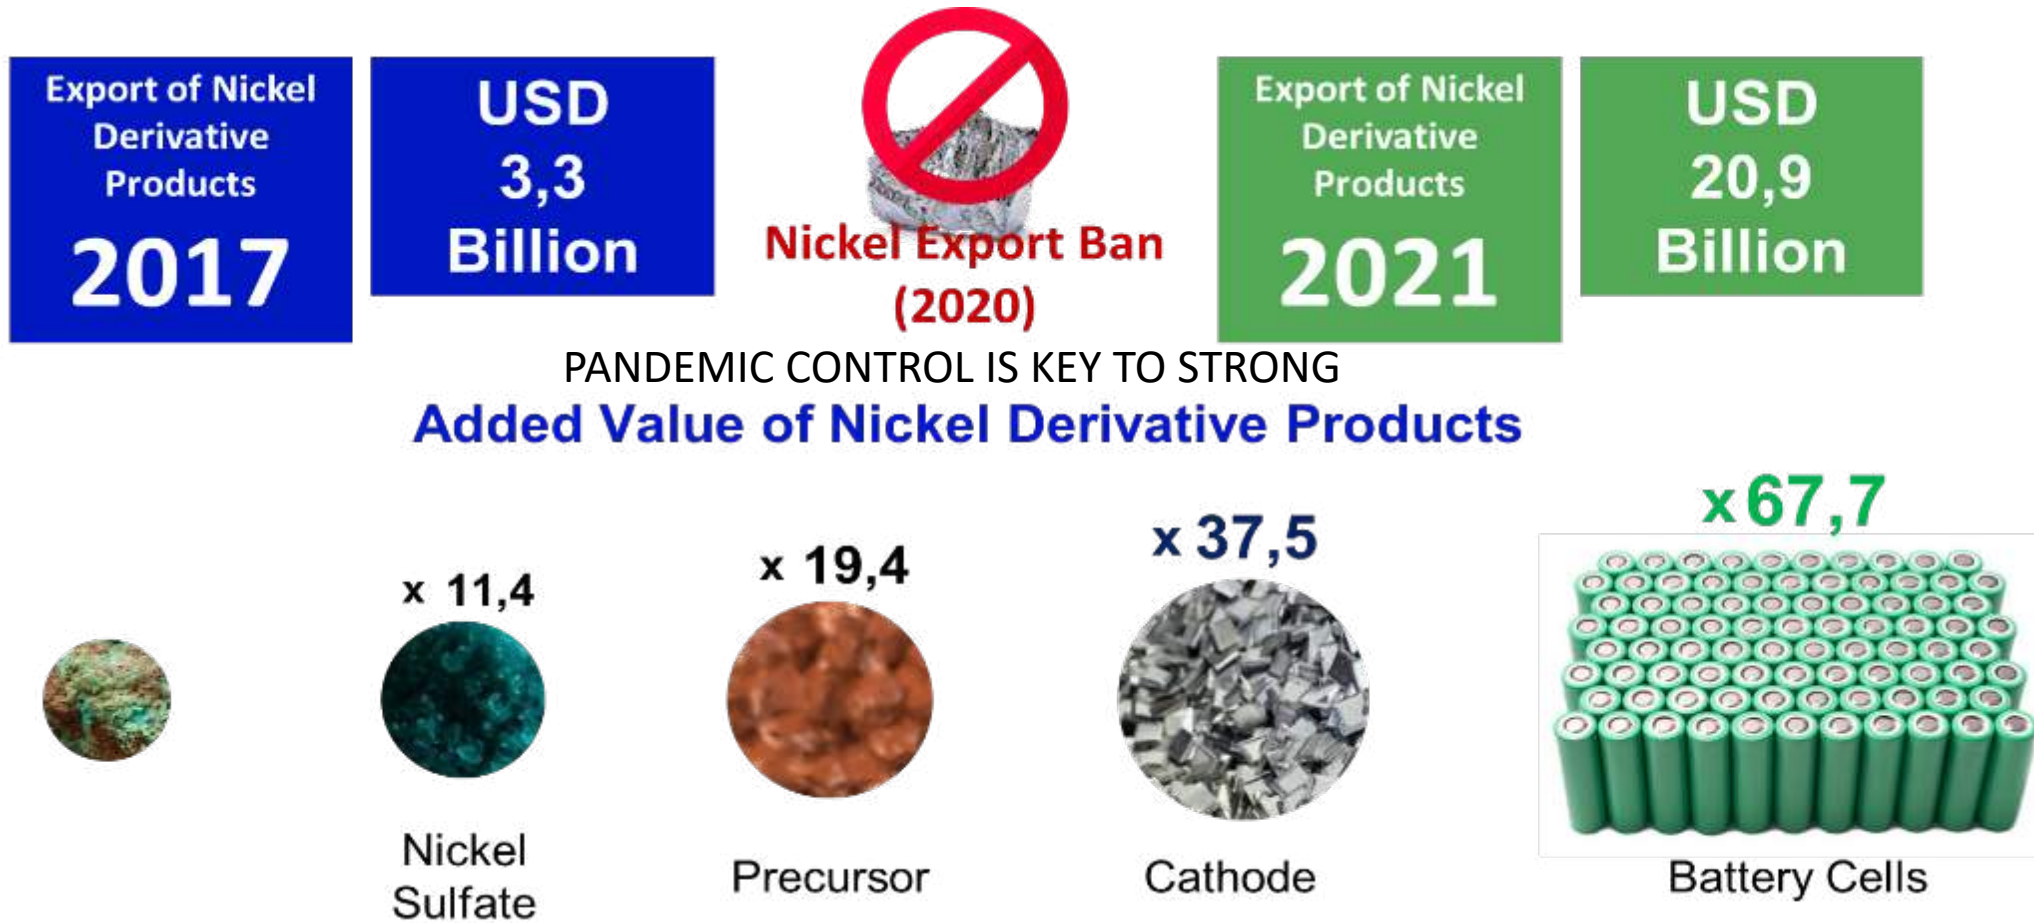 Export of Nickel
Derivative
Products
2017
USD
3,3
Billion
Nickel Export Ban
(2020)
Export of Nickel
Derivative
Products
2021
USD
20,9
Billion
PANDEMIC CONTROL IS KEY TO STRONG
Added Value of Nickel Derivative Products
x 11,4
Nickel
Sulfate
x 19,4
Precursor
x 37,5
Cathode
x 67,7
Battery Cells